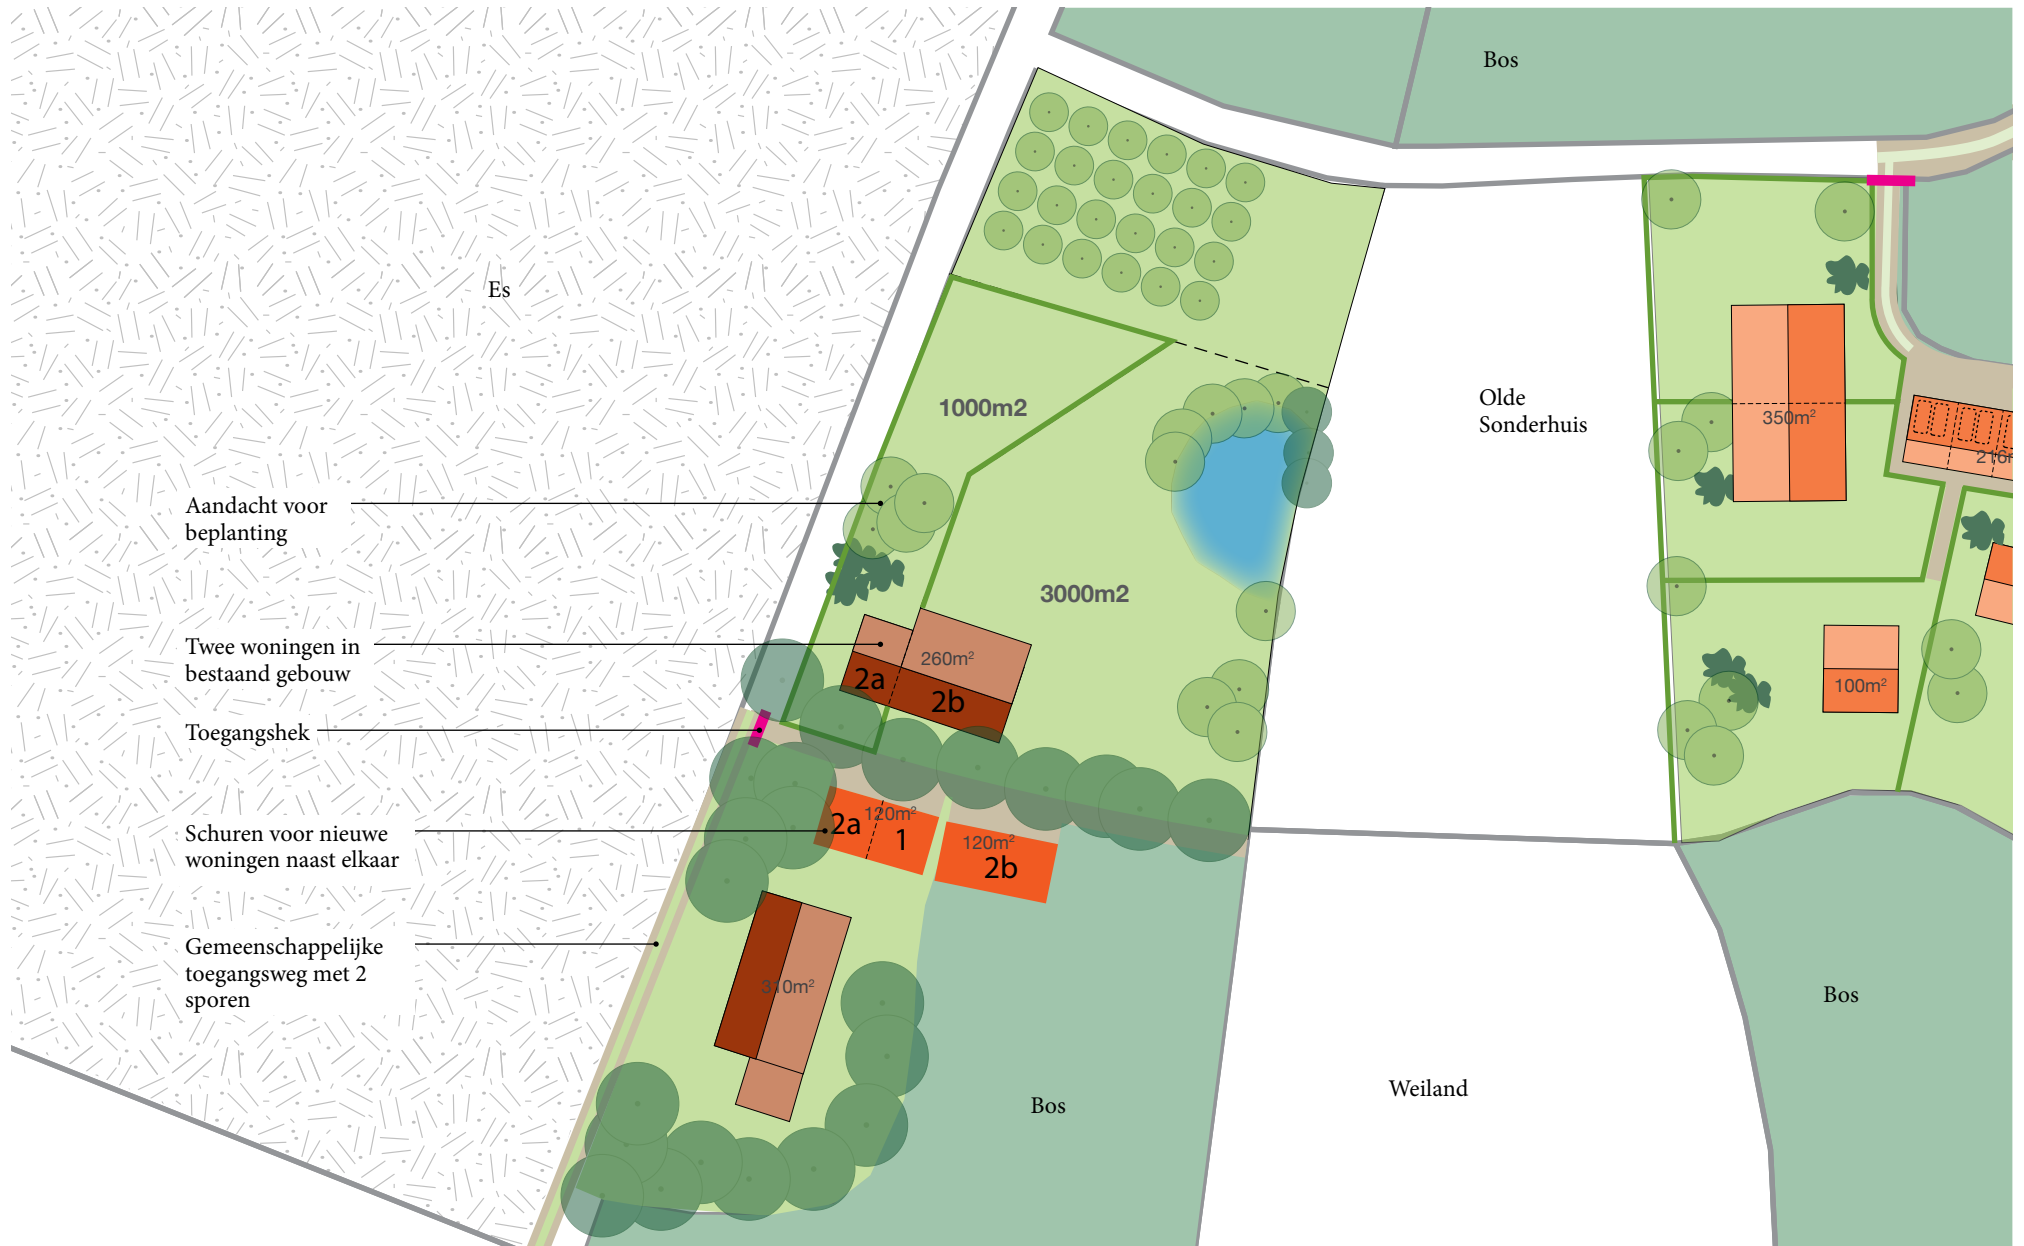 Bos
Es
Olde
Sonderhuis
1000m2
350m²
Aandacht voor
beplanting
3000m2
Twee woningen in
bestaand gebouw
260m²
2a
2b
100m²
Toegangshek
Schuren voor nieuwe
woningen naast elkaar
2a
120m²
1
120m²
2b
Gemeenschappelijke
toegangsweg met 2
sporen
310m²
Bos
Weiland
Bos